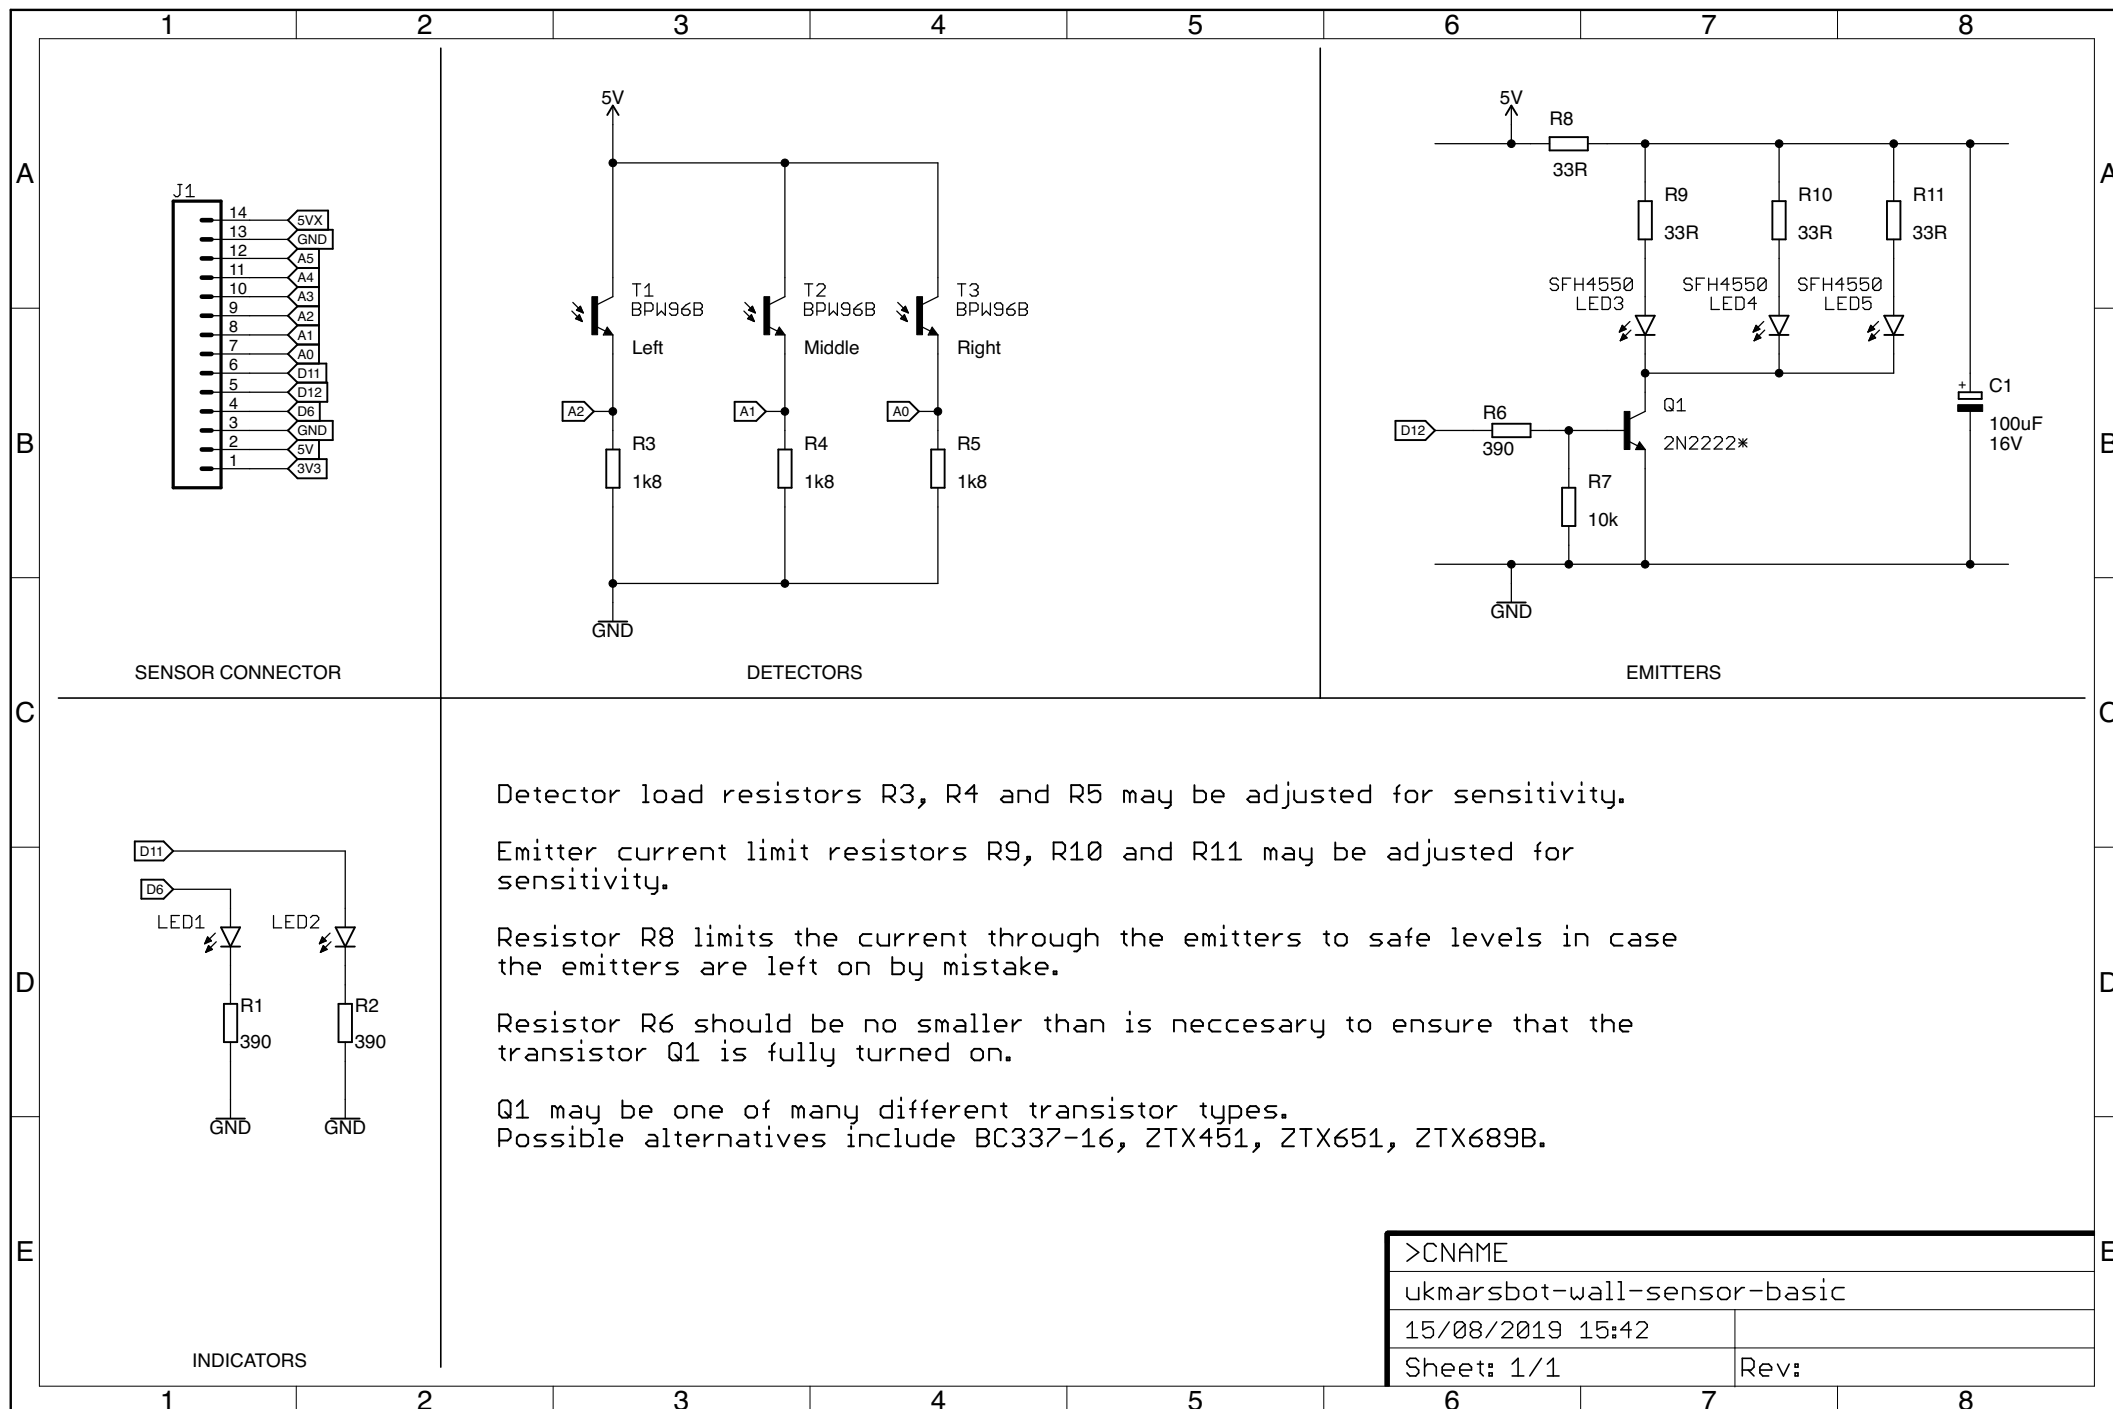 1 2 3 4 5 6 7 8
A
B
C
D
E
J1
14 5VX
13 GND
12 A5
11 A4
10 A3
9 A2
8 A1
7 A0
6 D11
5 D12
4 D6
3 GND
2 5V
1 3V3
SENSOR CONNECTOR
5V
T1
BPW96B
Left
T2
BPW96B
Middle
T3
BPW96B
Right
A2
A1
A0
R3
1k8
R4
1k8
R5
1k8
GND
DETECTORS
5V
R8
33R
R9
33R
R10
33R
R11
33R
SFH4550
LED3
SFH4550
LED4
SFH4550
LED5
D12
R6
390
Q1
2N2222*
R7
10k
+
C1
100uF
16V
GND
EMITTERS
A
B
C
D
E
D11
D6
LED1
LED2
R1
390
R2
390
GND
GND
INDICATORS
Detector load resistors R3, R4 and R5 may be adjusted for sensitivity.
Emitter current limit resistors R9, R10 and R11 may be adjusted for
sensitivity.
Resistor R8 limits the current through the emitters to safe levels in case
the emitters are left on by mistake.
Resistor R6 should be no smaller than is neccesary to ensure that the
transistor Q1 is fully turned on.
Q1 may be one of many different transistor types.
Possible alternatives include BC337-16, ZTX451, ZTX651, ZTX689B.
>CNAME
ukmarsbot-wall-sensor-basic
15/08/2019 15:42
Sheet: 1/1 Rev:
1 2 3 4 5 6 7 8